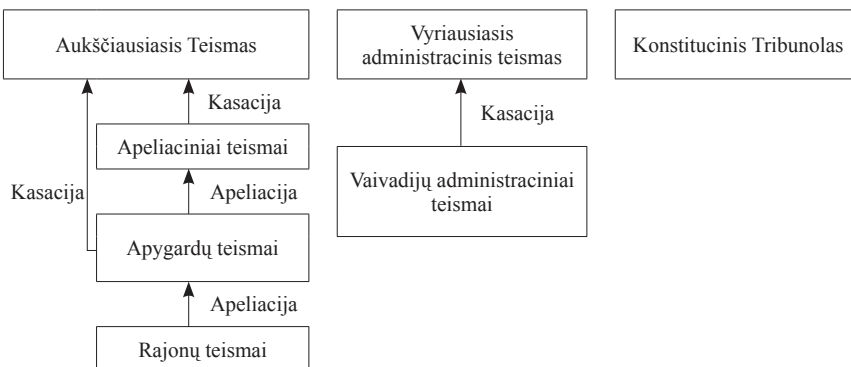 Aukščiausiasis Teismas
Vyriausiasis
administracinis teismas
Konstitucinis Tribunolas
Kasacija
Kasacija
Apeliaciniai teismai
Vaivadijų administraciniai
teismai
Kasacija
Apeliacija
Apygardų teismai
Apeliacija
Rajonų teismai